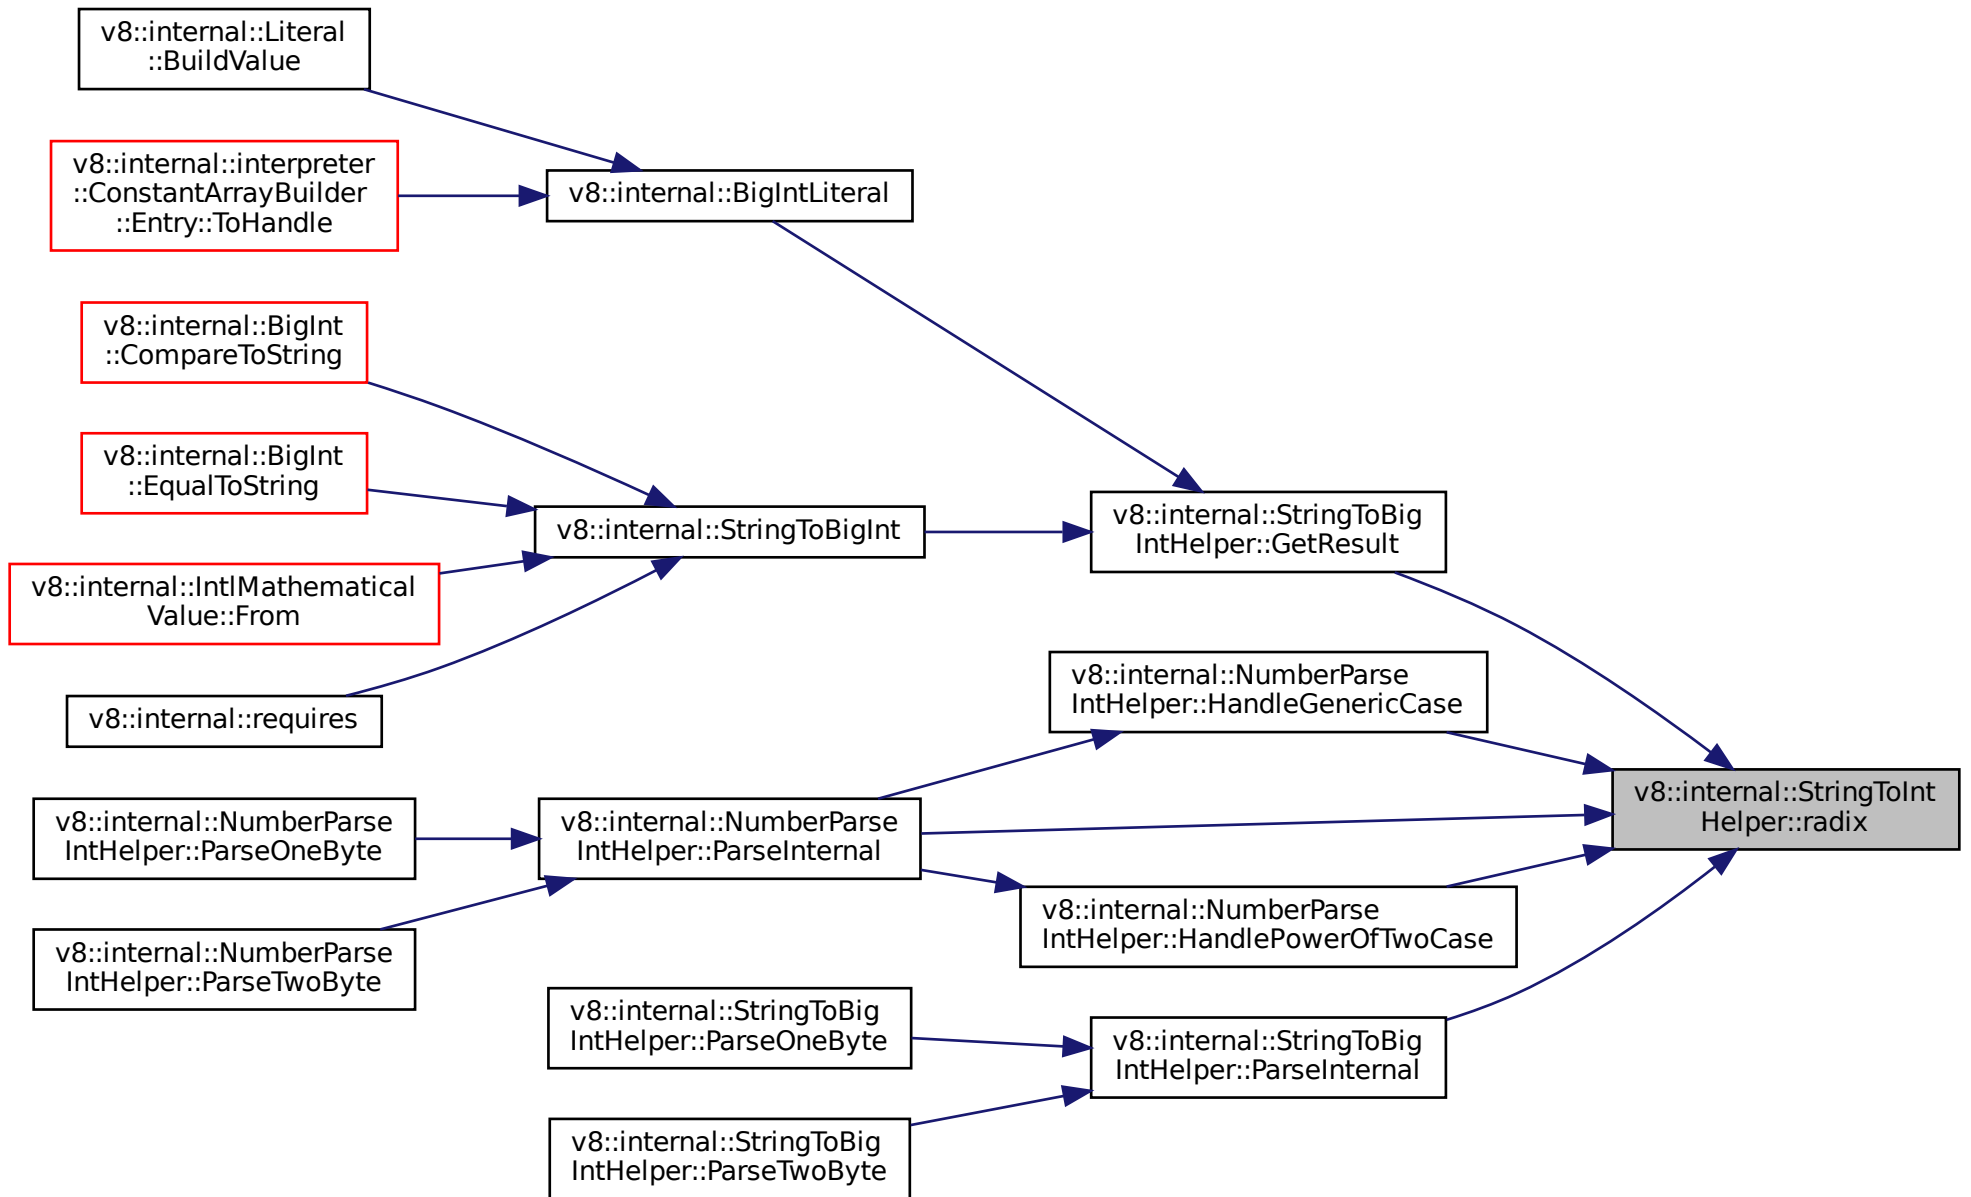 v8::internal::Literal
::BuildValue
v8::internal::interpreter
::ConstantArrayBuilder
::Entry::ToHandle
v8::internal::BigIntLiteral
v8::internal::BigInt
::CompareToString
v8::internal::BigInt
::EqualToString
v8::internal::StringToBigInt
v8::internal::StringToBig
IntHelper::GetResult
v8::internal::IntlMathematical
Value::From
v8::internal::requires
v8::internal::NumberParse
IntHelper::HandleGenericCase
v8::internal::StringToInt
Helper::radix
v8::internal::NumberParse
IntHelper::ParseOneByte
v8::internal::NumberParse
IntHelper::ParseInternal
v8::internal::NumberParse
IntHelper::HandlePowerOfTwoCase
v8::internal::NumberParse
IntHelper::ParseTwoByte
v8::internal::StringToBig
IntHelper::ParseOneByte
v8::internal::StringToBig
IntHelper::ParseInternal
v8::internal::StringToBig
IntHelper::ParseTwoByte